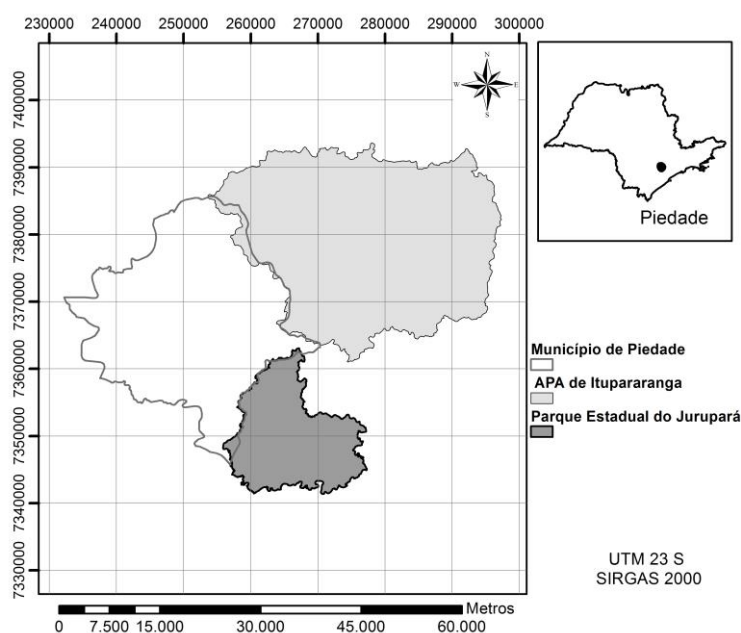 230000 240000 250000 260000 270000 280000 290000 300000
7400000
7390000
7380000
7370000
7360000
7350000
7340000
7330000
N
W E
S
Piedade
Município de Piedade
APA de Itupararanga
Parque Estadual do Jurupará
UTM 23 S
SIRGAS 2000
Metros
0 7.500 15.000 30.000 45.000 60.000